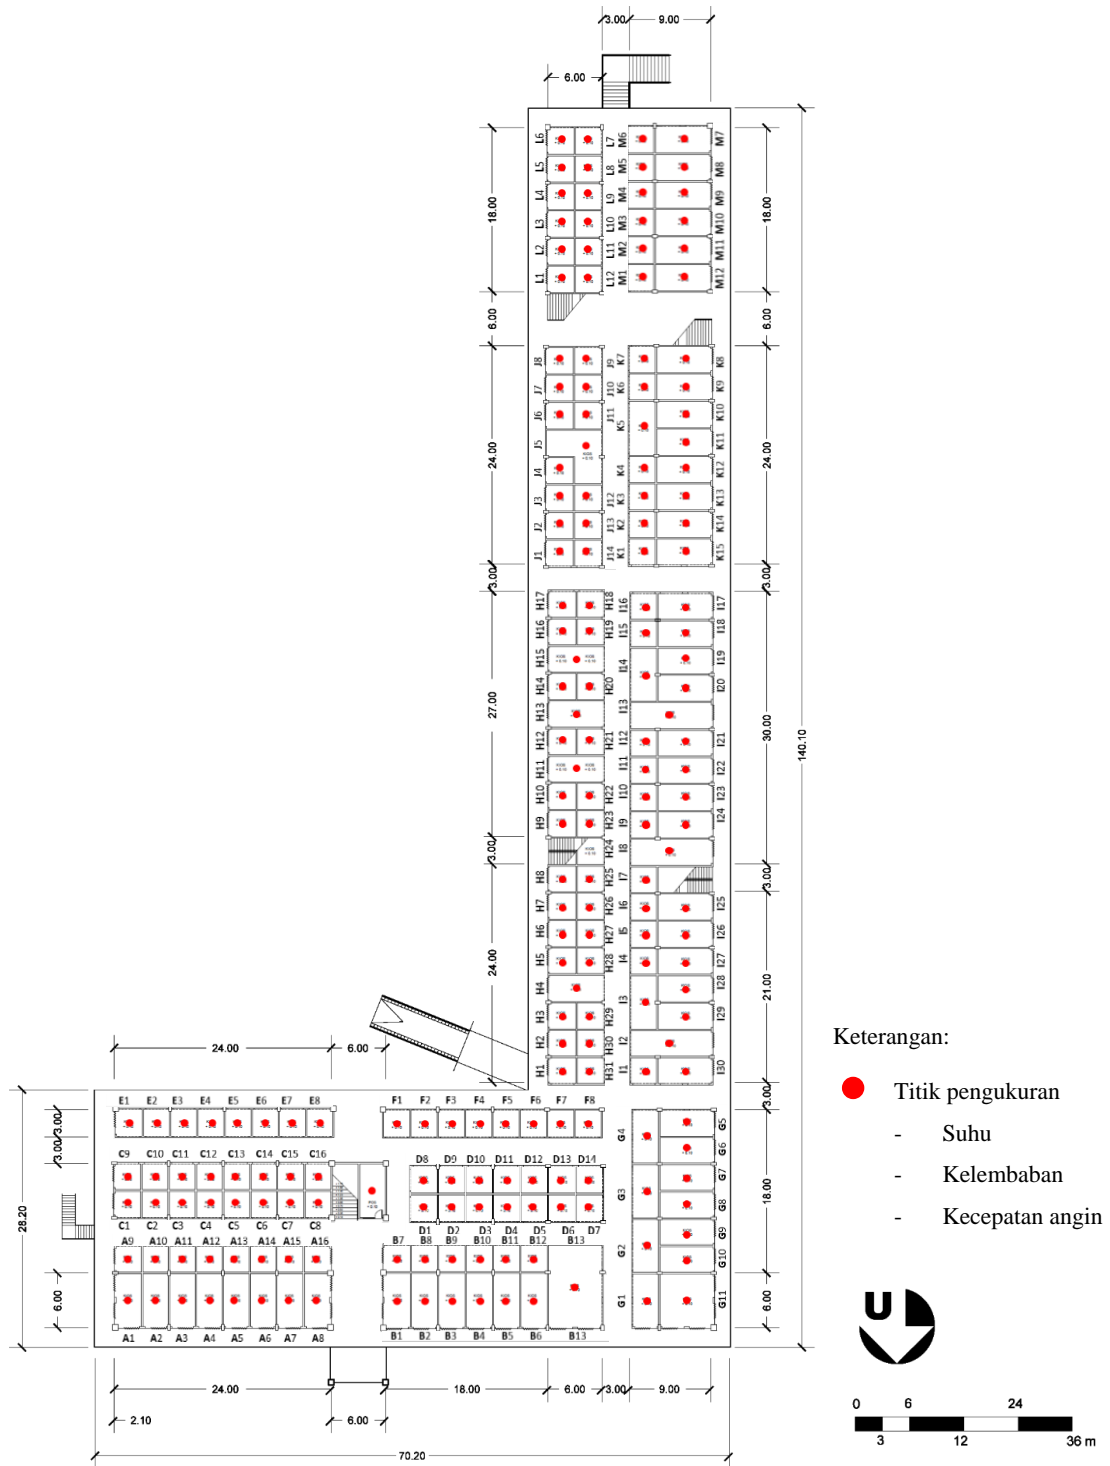 3.00 9.00
6.00
L6 L7 M6 M7
L5 L8 M5 M8
L4 L9 M4 M9
18.00 18.00
L3 L10 M3 M10
L2 L11 M2 M11
L1 L12 M1 M12
6.00 6.00
J8 J9 K7 K8
J7 J10 K6 K9
J6 J11 K10
K5
J5 K11
24.00 24.00
J4 K4 K12
J3 J12 K3 K13
J2 J13 K2 K14
J1 J14 K1 K15
3.00 3.00
H17 H18 I16 I17
H16 H19 I15 I18
H15 I14 I19
H14 H20 I20
27.00
H13 I13
30.00
140.10
H12 H21 I12 I21
H11 I11 I22
H10 H22 I10 I23
H9 H23 I9 I24
3.00 H24 I8
H8 H25 I7 3.00
H7 H26 I6 I25
H6 H27 I5 I26
24.00
H5 H28 I4 I27
H4 I28
21.00
I3
H3 H29 I29
H2 H30 I2
H1 H31 I1 I30
24.00 6.00
3.00
E1 E2 E3 E4 E5 E6 E7 E8 F1 F2 F3 F4 F5 F6 F7 F8
3.00 G4 G5
3.00 G6
C9 C10 C11 C12 C13 C14 C15 C16 D8 D9 D10 D11 D12 D13 D14
G7
G3 18.00
G8
28.20
C1 C2 C3 C4 C5 C6 C7 C8 D1 D2 D3 D4 D5 D6 D7
G9
A9 A10 A11 A12 A13 A14 A15 A16 B7 B8 B9 B10 B11 B12 B13
G2 G10
6.00 G1 G11 6.00
A1 A2 A3 A4 A5 A6 A7 A8 B1 B2 B3 B4 B5 B6 B13
24.00 18.00 6.00 3.00 9.00
2.10 6.00
70.20
Keterangan:
Titik pengukuran
- Suhu
- Kelembaban
- Kecepatan angin
U
0 6 24
3 12 36 m